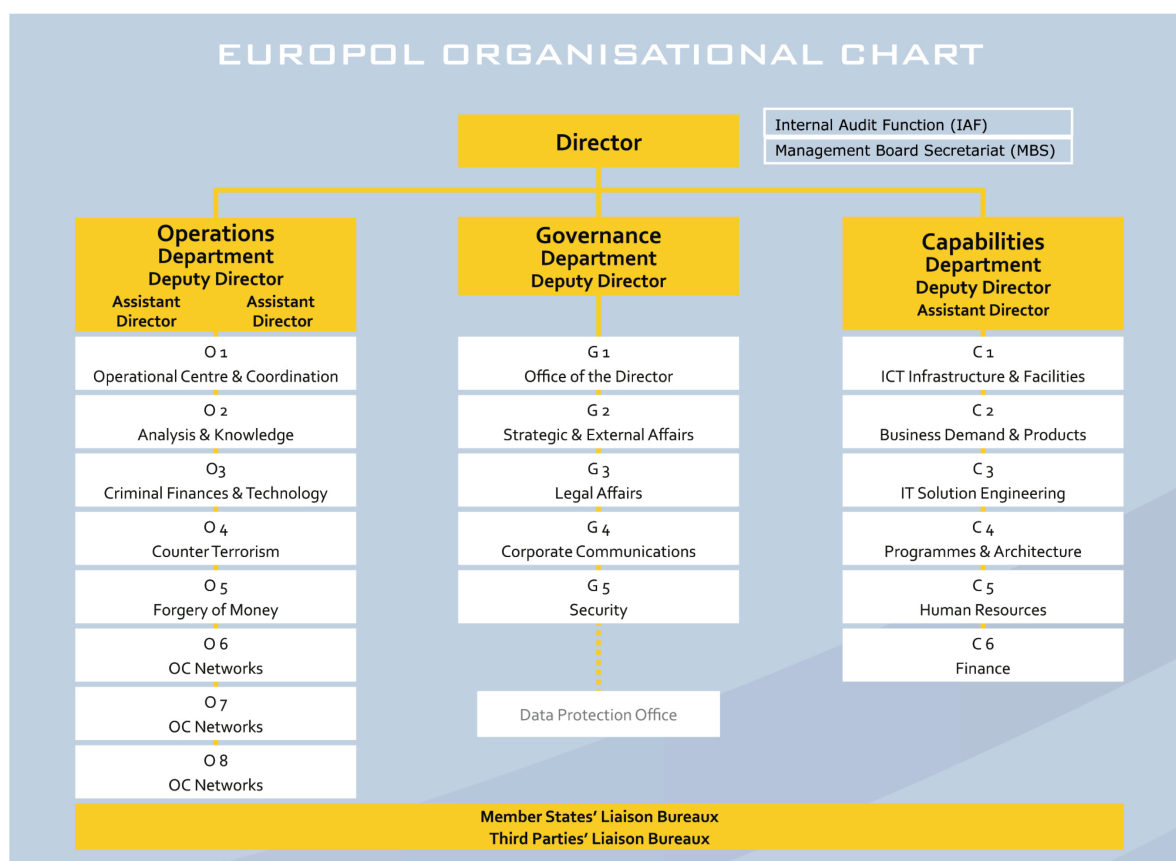 EUROPOL ORGANISATIONAL CHART
Director
Internal Audit Function (IAF)
Management Board Secretariat (MBS)
Operations
Department
Deputy Director
Assistant Director
Assistant Director
O 1
Operational Centre & Coordination
O 2
Analysis & Knowledge
O3
Criminal Finances & Technology
O 4
Counter Terrorism
O 5
Forgery of Money
O 6
OC Networks
O 7
OC Networks
O 8
OC Networks
Governance
Department
Deputy Director
G 1
Office of the Director
G 2
Strategic & External Affairs
G 3
Legal Affairs
G 4
Corporate Communications
G 5
Security
Data Protection Office
Capabilities
Department
Deputy Director
Assistant Director
C 1
ICT Infrastructure & Facilities
C 2
Business Demand & Products
C 3
IT Solution Engineering
C 4
Programmes & Architecture
C 5
Human Resources
C 6
Finance
Member States' Liaison Bureaux
Third Parties' Liaison Bureaux